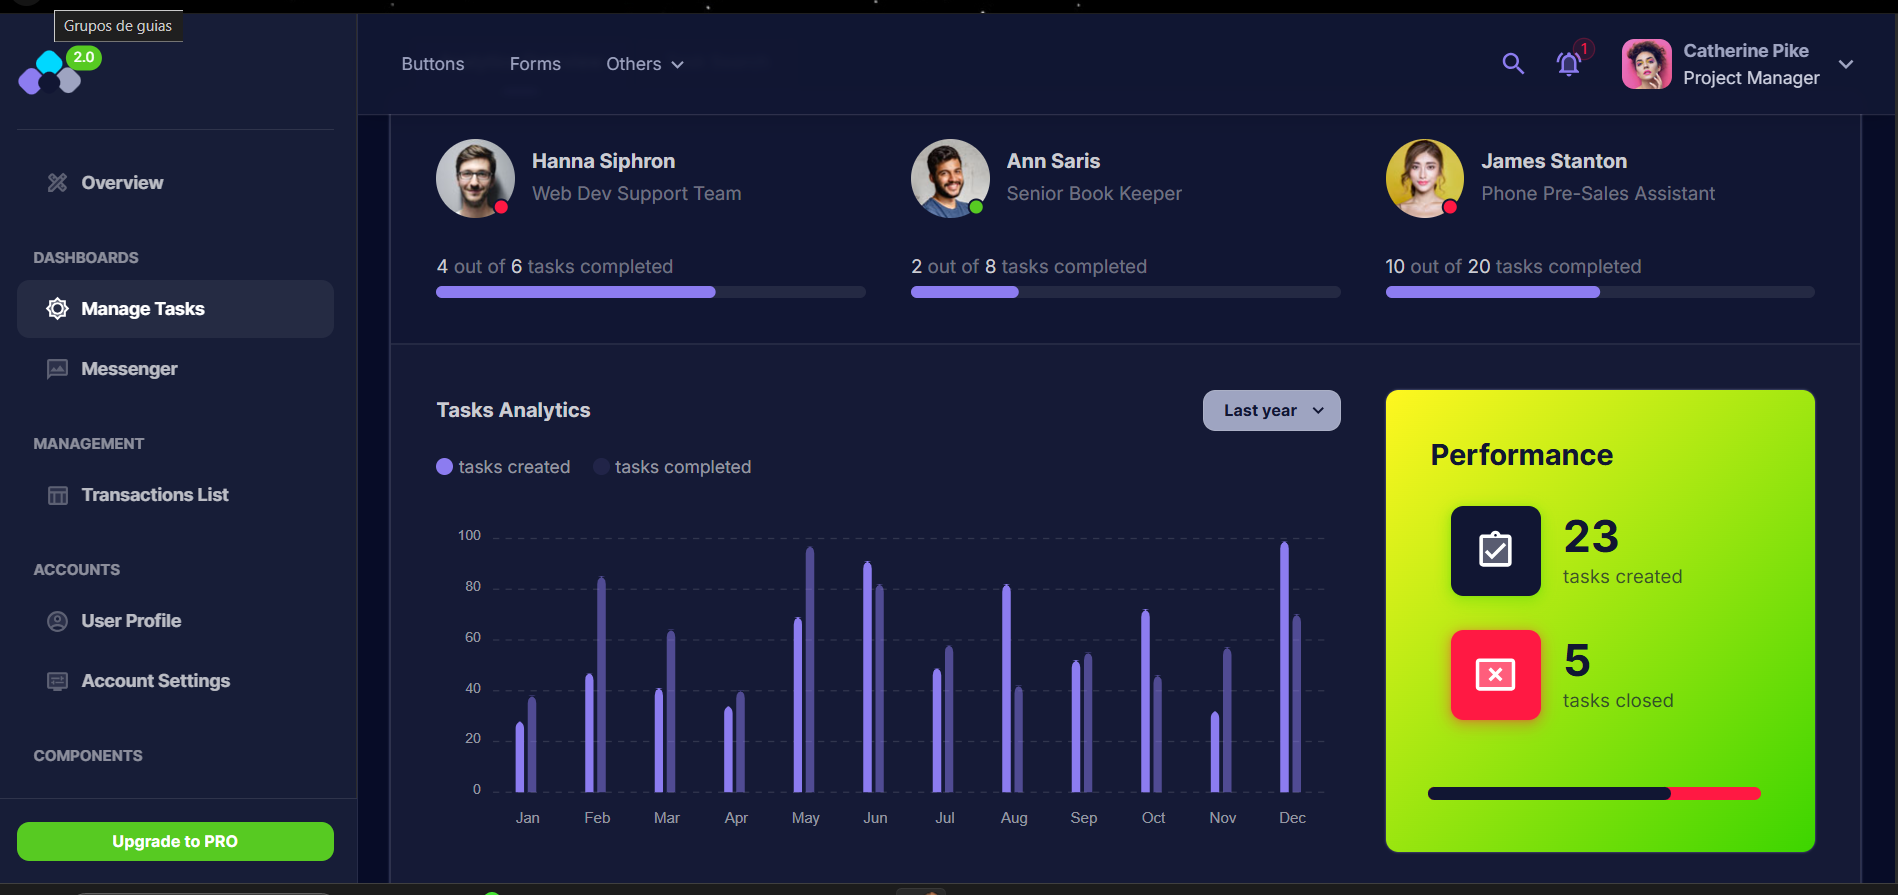 Grupos de guias
2.0
Overview
DASHBOARDS
Manage Tasks
Messenger
MANAGEMENT
Transactions List
ACCOUNTS
User Profile
Account Settings
COMPONENTS
Upgrade to PRO
Buttons
Forms
Others
1
Catherine Pike
Project Manager
Hanna Siphron
Web Dev Support Team
4 out of 6 tasks completed
Ann Saris
Senior Book Keeper
2 out of 8 tasks completed
James Stanton
Phone Pre-Sales Assistant
10 out of 20 tasks completed
Tasks Analytics
Last year
tasks created
tasks completed
100
80
60
40
20
0
Jan
Feb
Mar
Apr
May
Jun
Jul
Aug
Sep
Oct
Nov
Dec
Performance
23
tasks created
5
tasks closed